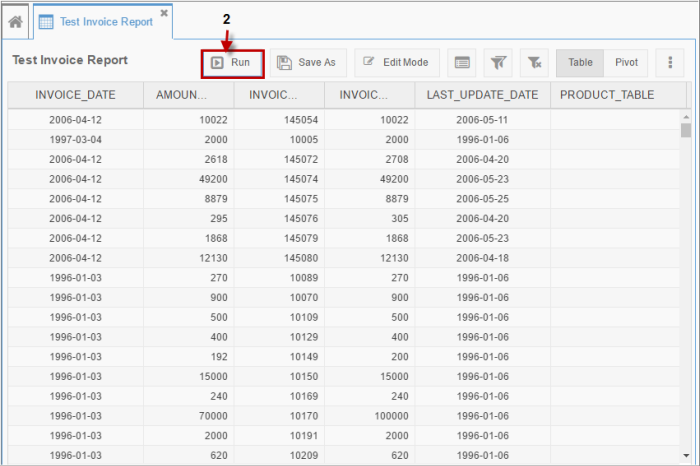 Test Invoice Report
2
Test Invoice Report
Run
Save As
Edit Mode
Table
Pivot
INVOICE_DATE AMOUN... INVOIC... INVOIC... LAST_UPDATE_DATE PRODUCT_TABLE
2006-04-12 10022 145054 10022 2006-05-11
1997-03-04 2000 10005 2000 1996-01-06
2006-04-12 2618 145072 2708 2006-04-20
2006-04-12 49200 145074 49200 2006-05-23
2006-04-12 8879 145075 8879 2006-05-25
2006-04-12 295 145076 305 2006-04-20
2006-04-12 1868 145079 1868 2006-05-23
2006-04-12 12130 145080 12130 2006-04-18
1996-01-03 270 10089 270 1996-01-06
1996-01-03 900 10070 900 1996-01-06
1996-01-03 500 10109 500 1996-01-06
1996-01-03 400 10129 400 1996-01-06
1996-01-03 192 10149 200 1996-01-06
1996-01-03 15000 10150 15000 1996-01-06
1996-01-03 240 10169 240 1996-01-06
1996-01-03 70000 10170 100000 1996-01-06
1996-01-03 2000 10191 2000 1996-01-06
1996-01-03 620 10209 620 1996-01-06